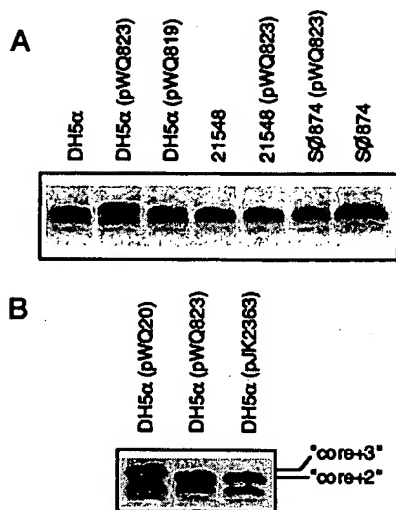 A
DH5α
DH5α (pWQ823)
DH5α (pWQ819)
21548
21548 (pWQ823)
SØ874 (pWQ823)
SØ874
B
DH5α (pWQ20)
DH5α (pWQ823)
DH5α (pJK2363)
"core+3"
"core+2"